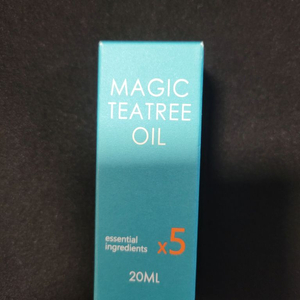 MAGIC
TEATREE
OIL
essential
ingredients x5
20ML